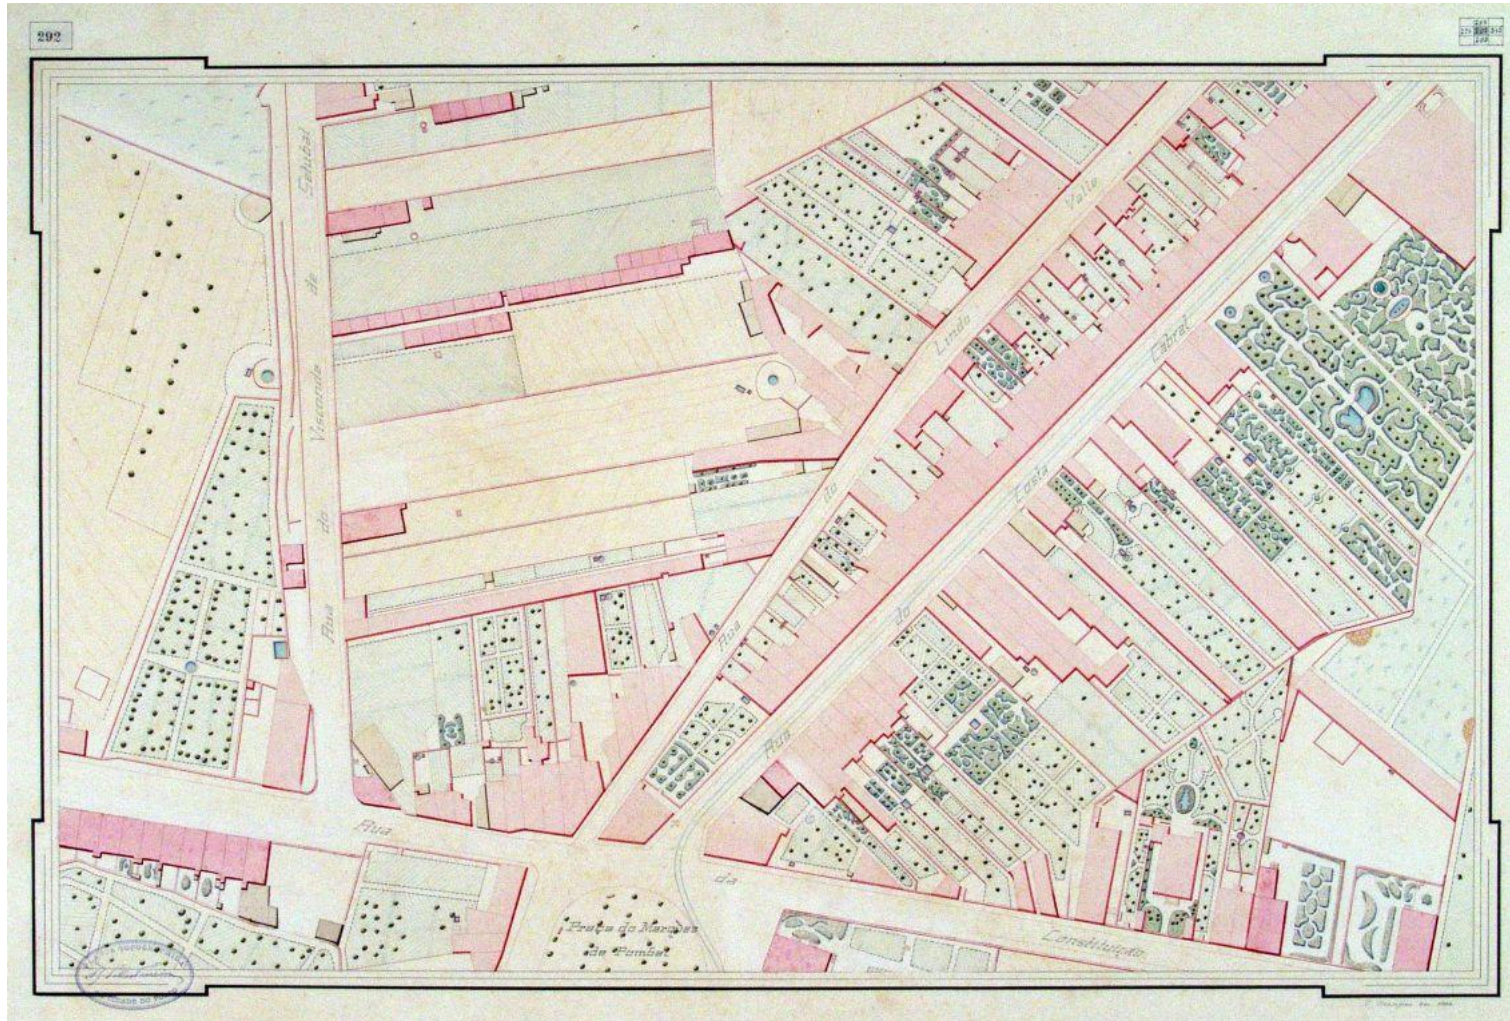 292
Rua do Visconde de Setubal
Rua do Lindo Valle
Rua do Costa Cabral
Rua da Constituição
Praça do Marquês
de Pombal